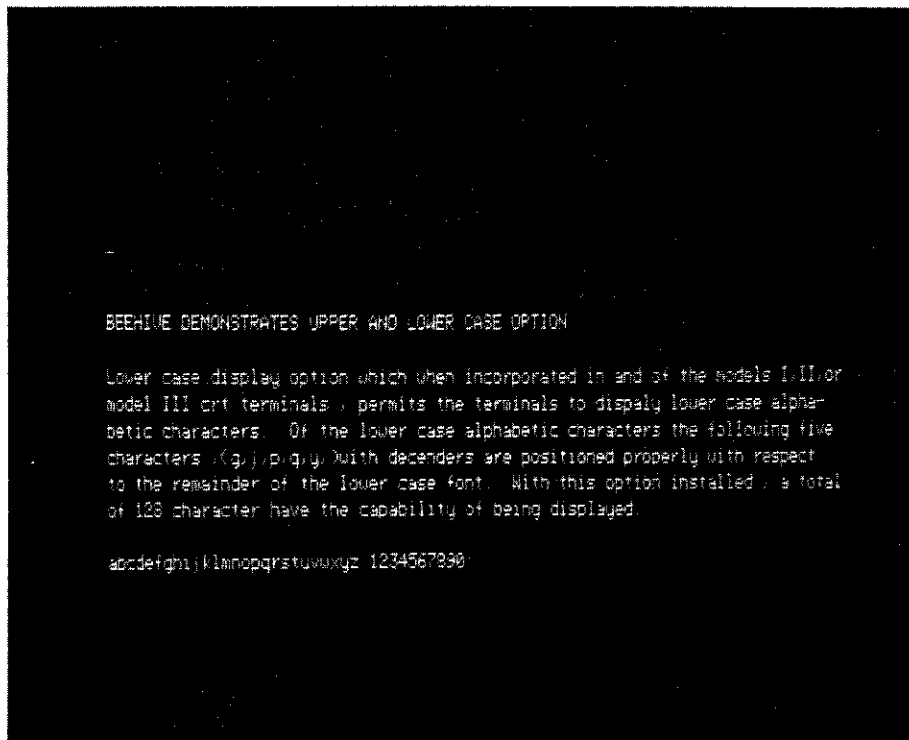 BEEHIVE DEMONSTRATES UPPER AND LOWER CASE OPTION
Lower case display option which when incorporated in and of the models I,II,or
model III crt terminals , permits the terminals to dispaly lower case alpha-
betic characters. Of the lower case alphabetic characters the following five
characters ,(g,j,p,q,y,)with decenders are positioned properly with respect
to the remainder of the lower case font. With this option installed , a total
of 128 character have the capability of being displayed.
abcdefghijklmnopqrstuvwxyz 1234567890